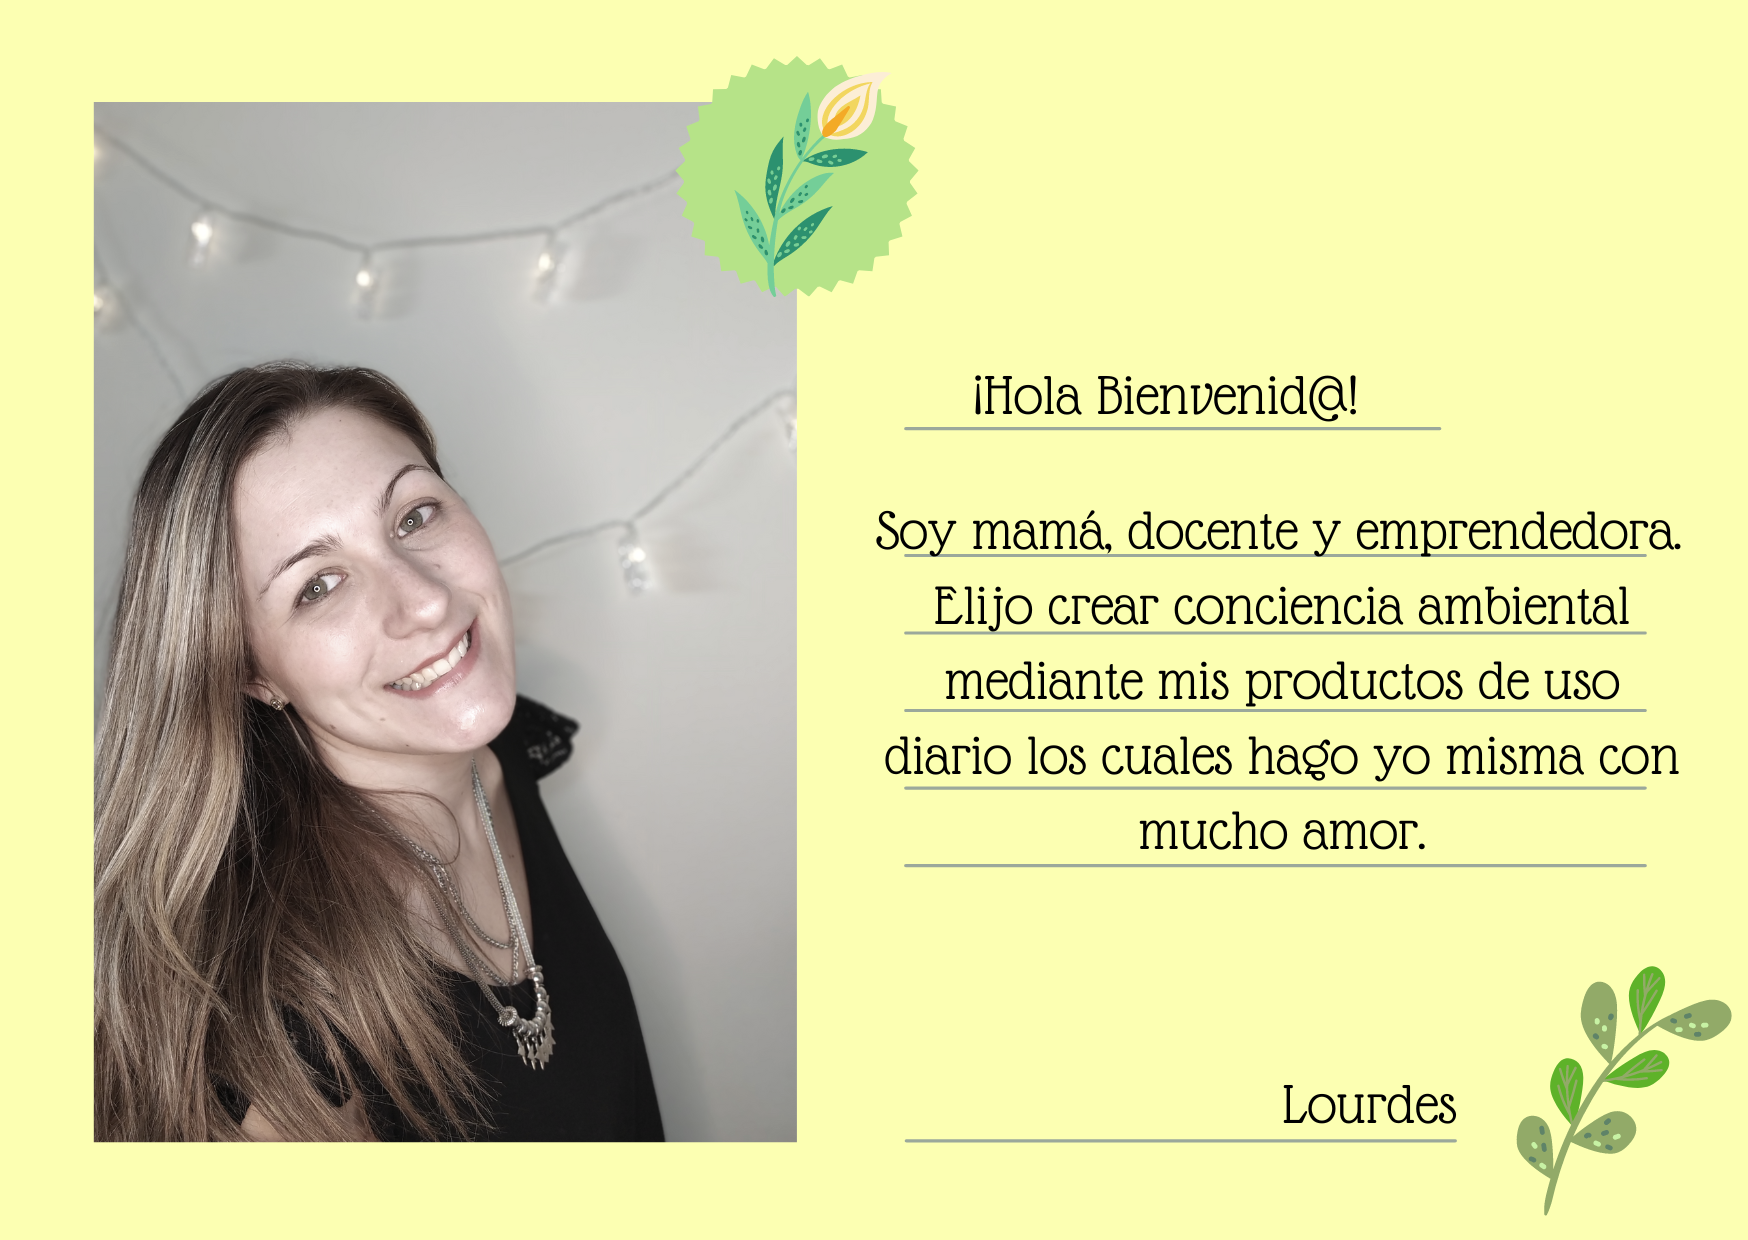 ¡Hola Bienvenid@!
Soy mamá, docente y emprendedora.
Elijo crear conciencia ambiental
mediante mis productos de uso
diario los cuales hago yo misma con
mucho amor.
Lourdes